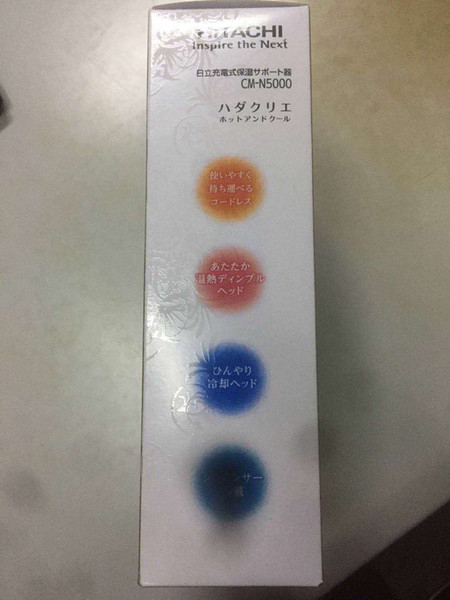 HITACHI
Inspire the Next
日立充電式保湿サポート器
CM-N5000
ハダクリエ
ホットアンドクール
使いやすく
持ち運べる
コードレス
あたたか
温熱ディンプル
ヘッド
ひんやり
冷却ヘッド
ンサー